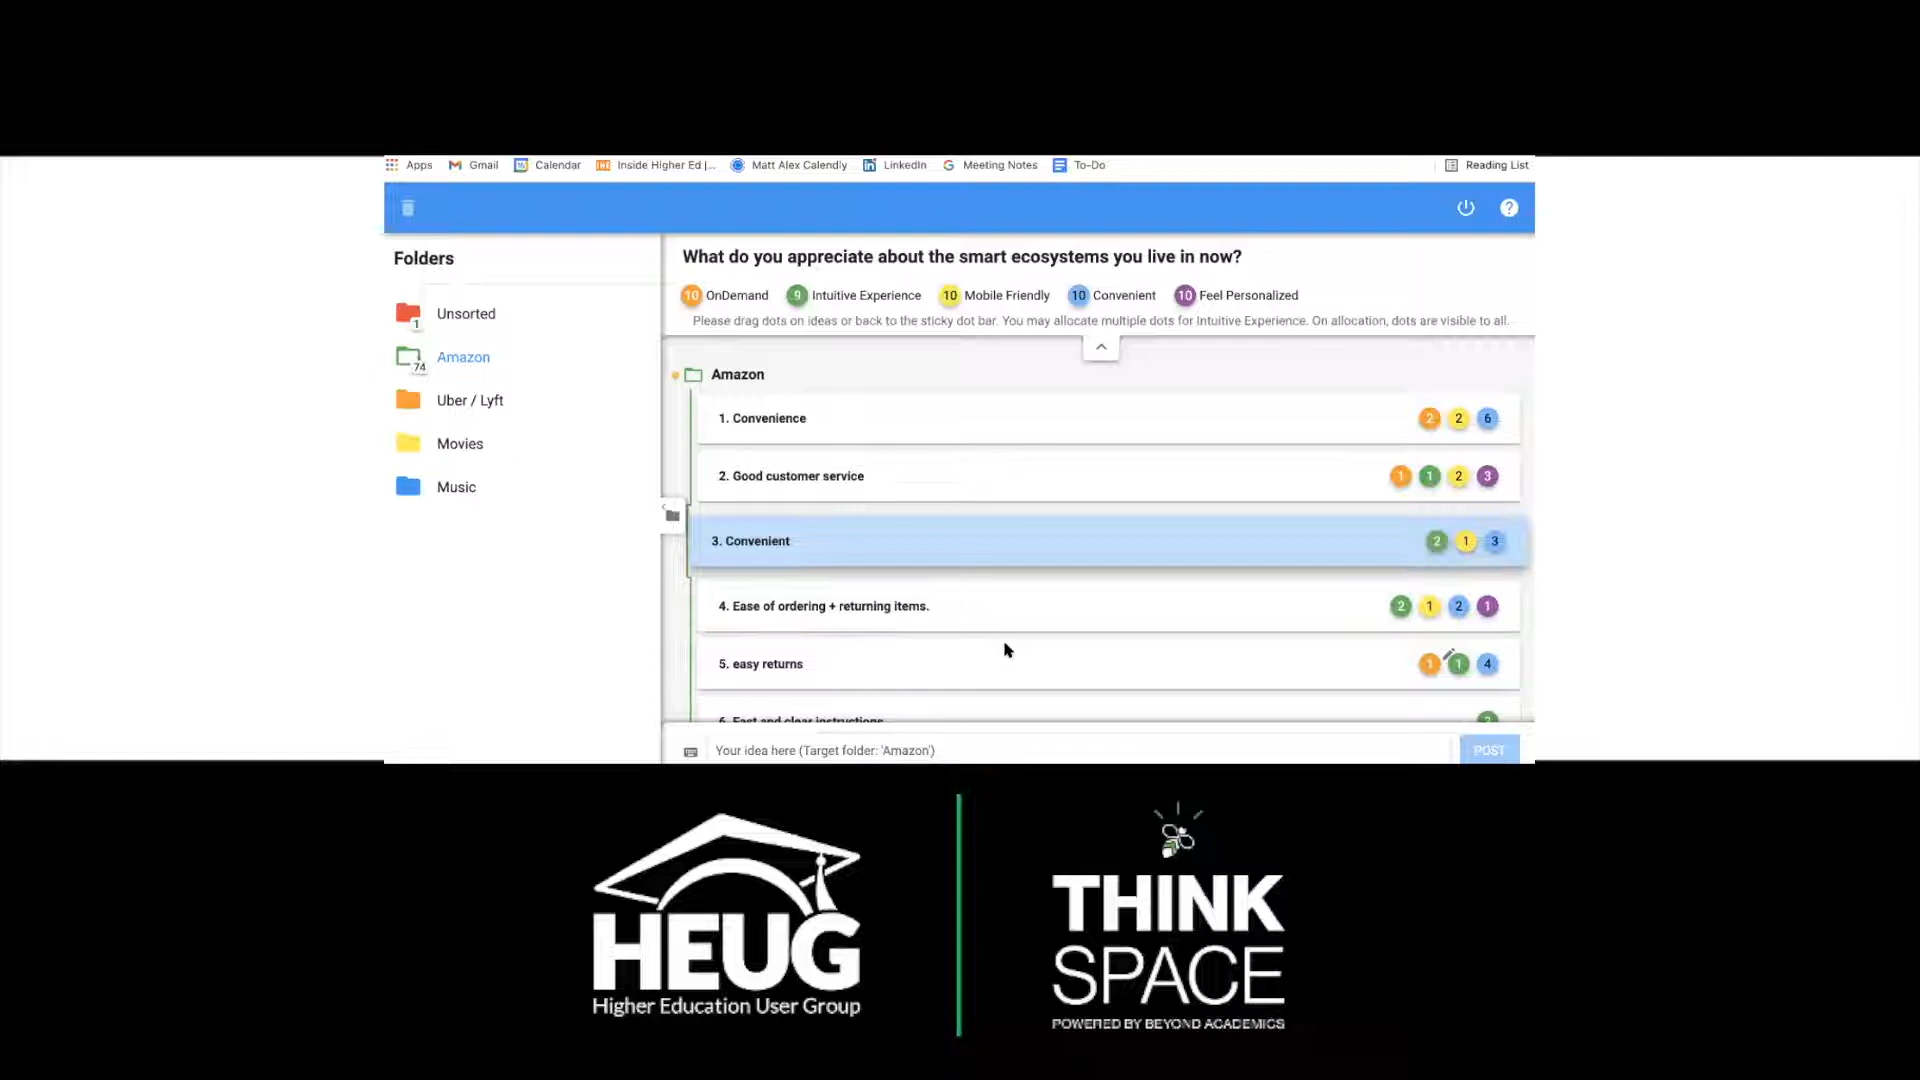 Apps Gmail Calendar Inside Higher Ed |... Matt Alex Calendly LinkedIn Meeting Notes To-Do Reading List
Folders
Unsorted
1
Amazon
74
Uber / Lyft
Movies
Music
What do you appreciate about the smart ecosystems you live in now?
10 OnDemand 9 Intuitive Experience 10 Mobile Friendly 10 Convenient 10 Feel Personalized
Please drag dots on ideas or back to the sticky dot bar. You may allocate multiple dots for Intuitive Experience. On allocation, dots are visible to all.
Amazon
1. Convenience 2 2 6
2. Good customer service 1 1 2 3
3. Convenient 2 1 3
4. Ease of ordering + returning items. 2 1 2 1
5. easy returns 1 1 4
6. Fast and clear instructions
Your idea here (Target folder: 'Amazon') POST
HEUG
Higher Education User Group
THINK
SPACE
POWERED BY BEYOND ACADEMICS